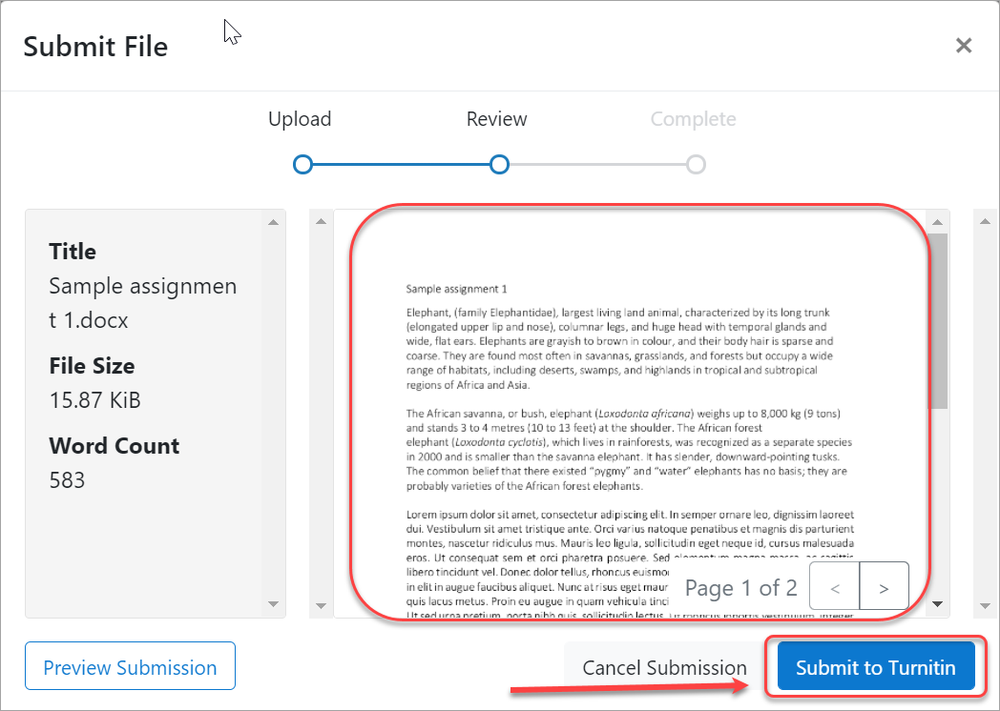 Submit File
×
Upload
Review
Complete
Title
Sample assignmen
t 1.docx
File Size
15.87 KiB
Word Count
583
Sample assignment 1
Elephant, (family Elephantidae), largest living land animal, characterized by its long trunk
(elongated upper lip and nose), columnar legs, and huge head with temporal glands and
wide, flat ears. Elephants are grayish to brown in colour, and their body hair is sparse and
coarse. They are found most often in savannas, grasslands, and forests but occupy a wide
range of habitats, including deserts, swamps, and highlands in tropical and subtropical
regions of Africa and Asia.
The African savanna, or bush, elephant (Loxodonta africana) weighs up to 8,000 kg (9 tons)
and stands 3 to 4 metres (10 to 13 feet) at the shoulder. The African forest
elephant (Loxodonta cyclotis), which lives in rainforests, was recognized as a separate species
in 2000 and is smaller than the savanna elephant. It has slender, downward-pointing tusks.
The common belief that there existed “pygmy” and “water” elephants has no basis; they are
probably varieties of the African forest elephants.
Lorem ipsum dolor sit amet, consectetur adipiscing elit. In semper ornare leo, dignissim laoreet
dui. Vestibulum sit amet tristique ante. Orci varius natoque penatibus et magnis dis parturient
montes, nascetur ridiculus mus. Mauris leo ligula, sollicitudin eget neque id, cursus malesuada
eros. Ut consequat sem et orci pharetra posuere. Sed elementum magna massa, ac sagittis
libero tincidunt vel. Donec dolor tellus, rhoncus euismo
in elit in augue faucibus aliquet. Nunc at risus eget maur
quis lacus metus. Proin eu augue in quam vehicula tinci
Ut sed urna pretium, porta nibh quis, sollicitudin lectus.
Page 1 of 2
<
>
Preview Submission
Cancel Submission
Submit to Turnitin